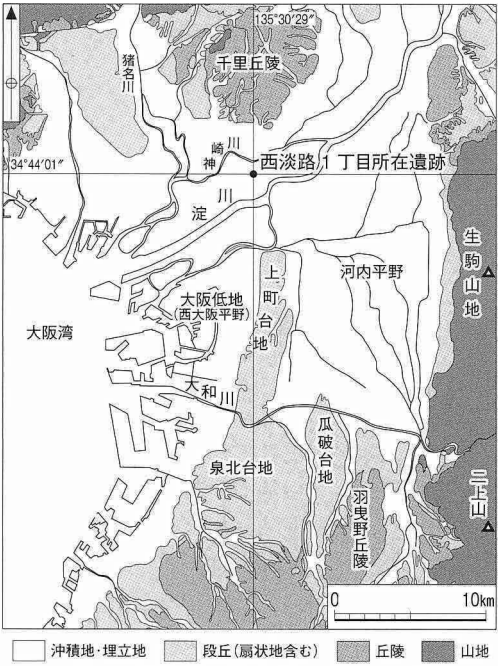 135°30′29″
猪名川
千里丘陵
神崎川
34°44′01″
西淡路1丁目所在遺跡
淀川
生駒山地
上町台地
河内平野
大阪低地
(西大阪平野)
大阪湾
大和川
瓜破台地
泉北台地
羽曳野丘陵
二上山
0 10km
沖積地・埋立地 段丘(扇状地含む) 丘陵 山地